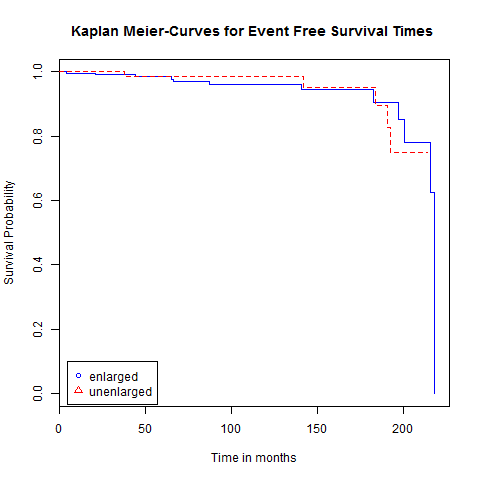 Kaplan Meier-Curves for Event Free Survival Times
Survival Probability
1.0
0.8
0.6
0.4
0.2
0.0
enlarged
unenlarged
0 50 100 150 200
Time in months